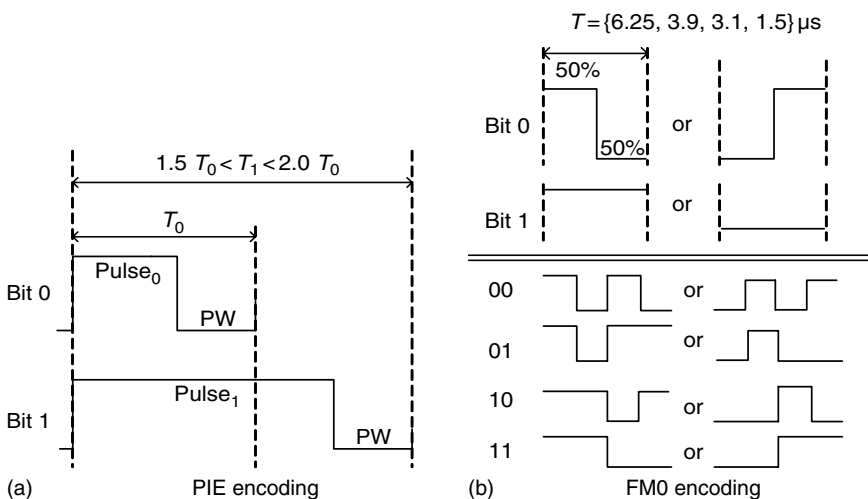 1.5 T₀ < T₁ < 2.0 T₀
T₀
Bit 0
Pulse₀
PW
Bit 1
Pulse₁
PW
(a)
PIE encoding
T = {6.25, 3.9, 3.1, 1.5} μs
Bit 0
50%
50%
or
Bit 1
or
00
or
01
or
10
or
11
or
(b)
FM0 encoding